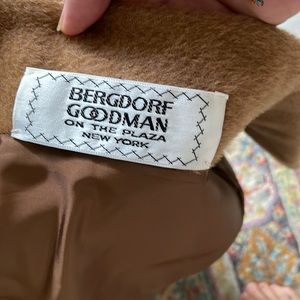 BERGDORF
GOODMAN
ON THE PLAZA
NEW YORK